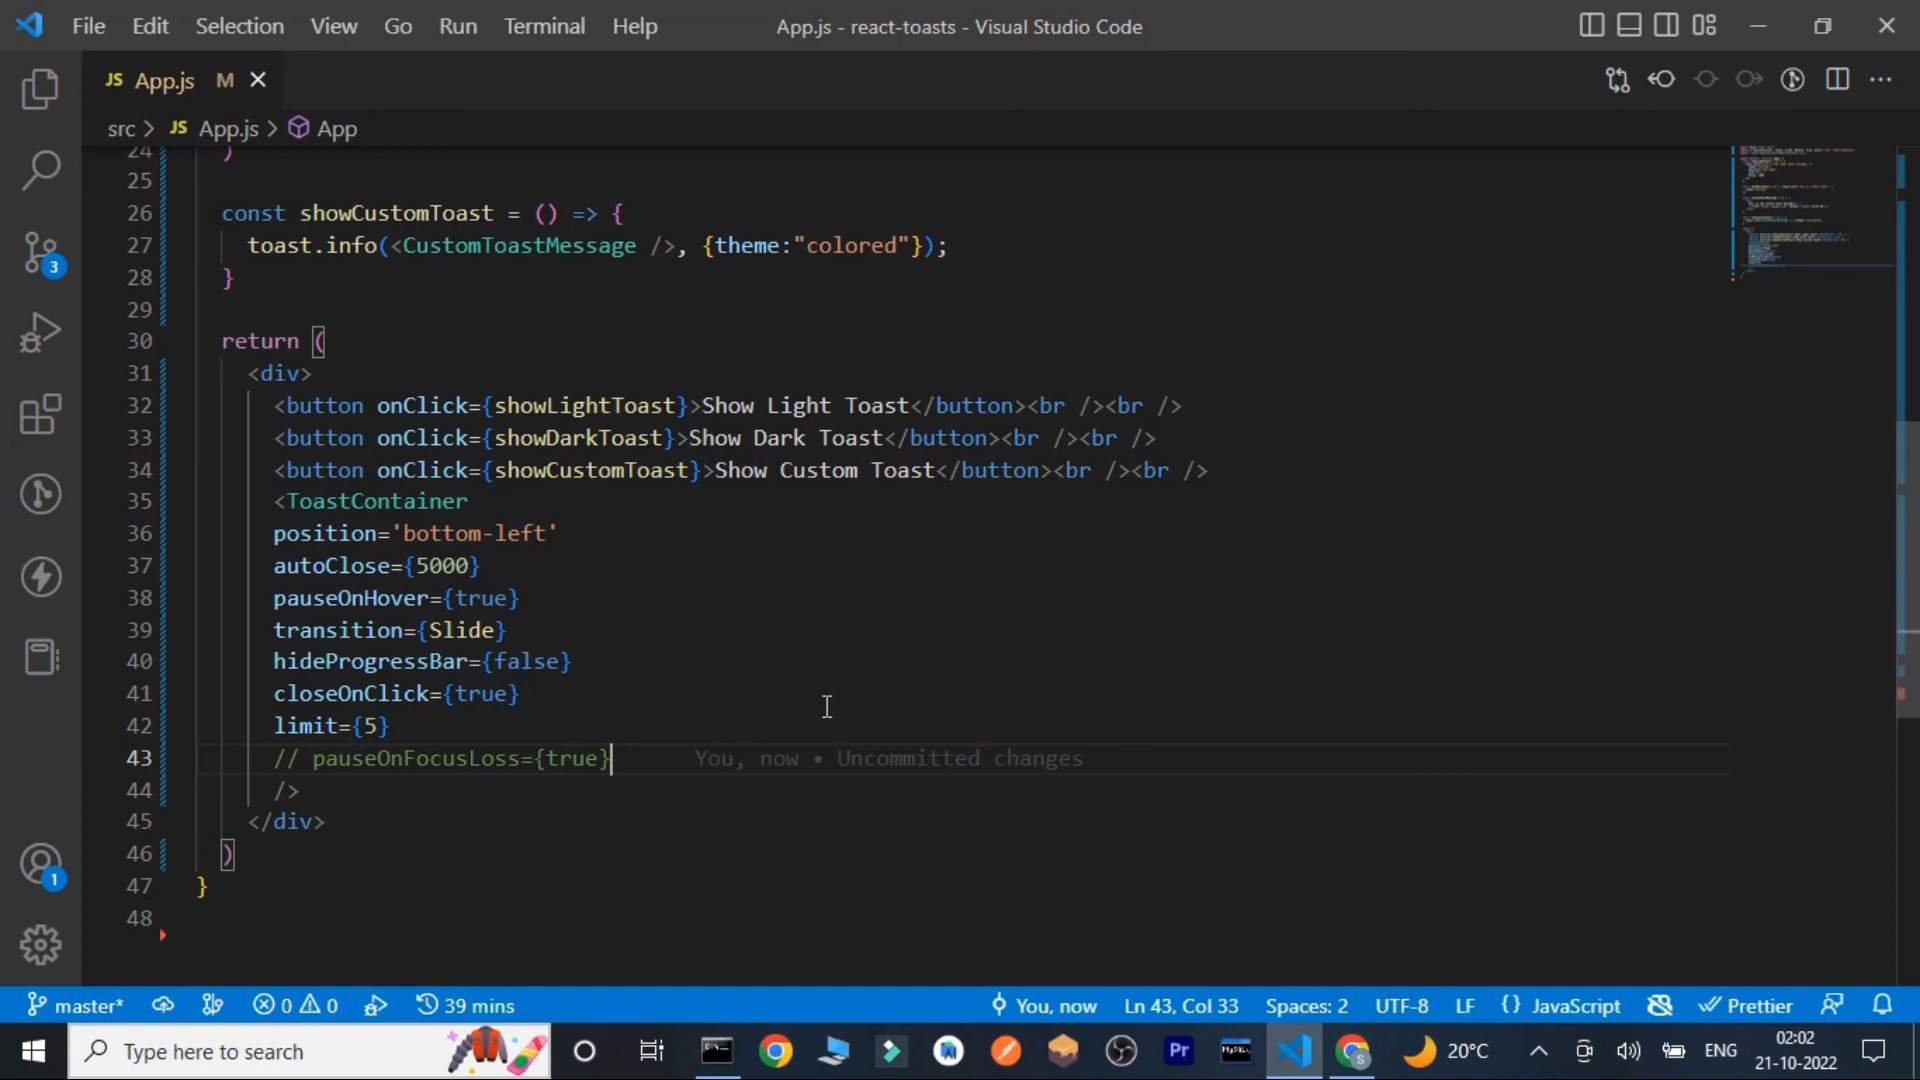 File Edit Selection View Go Run Terminal Help App.js - react-toasts - Visual Studio Code
JS App.js M
src > JS App.js > App
24 )
25
26 const showCustomToast = () => {
27 toast.info(<CustomToastMessage />, {theme:"colored"});
28 }
29
30 return (
31 <div>
32 <button onClick={showLightToast}>Show Light Toast</button><br /><br />
33 <button onClick={showDarkToast}>Show Dark Toast</button><br /><br />
34 <button onClick={showCustomToast}>Show Custom Toast</button><br /><br />
35 <ToastContainer
36 position='bottom-left'
37 autoClose={5000}
38 pauseOnHover={true}
39 transition={Slide}
40 hideProgressBar={false}
41 closeOnClick={true}
42 limit={5}
43 // pauseOnFocusLoss={true} You, now • Uncommitted changes
44 />
45 </div>
46 )
47 }
48
3
1
master* 0 0 39 mins You, now Ln 43, Col 33 Spaces: 2 UTF-8 LF {} JavaScript Prettier
Type here to search Pr MySQL S 20°C ENG 02:02
21-10-2022